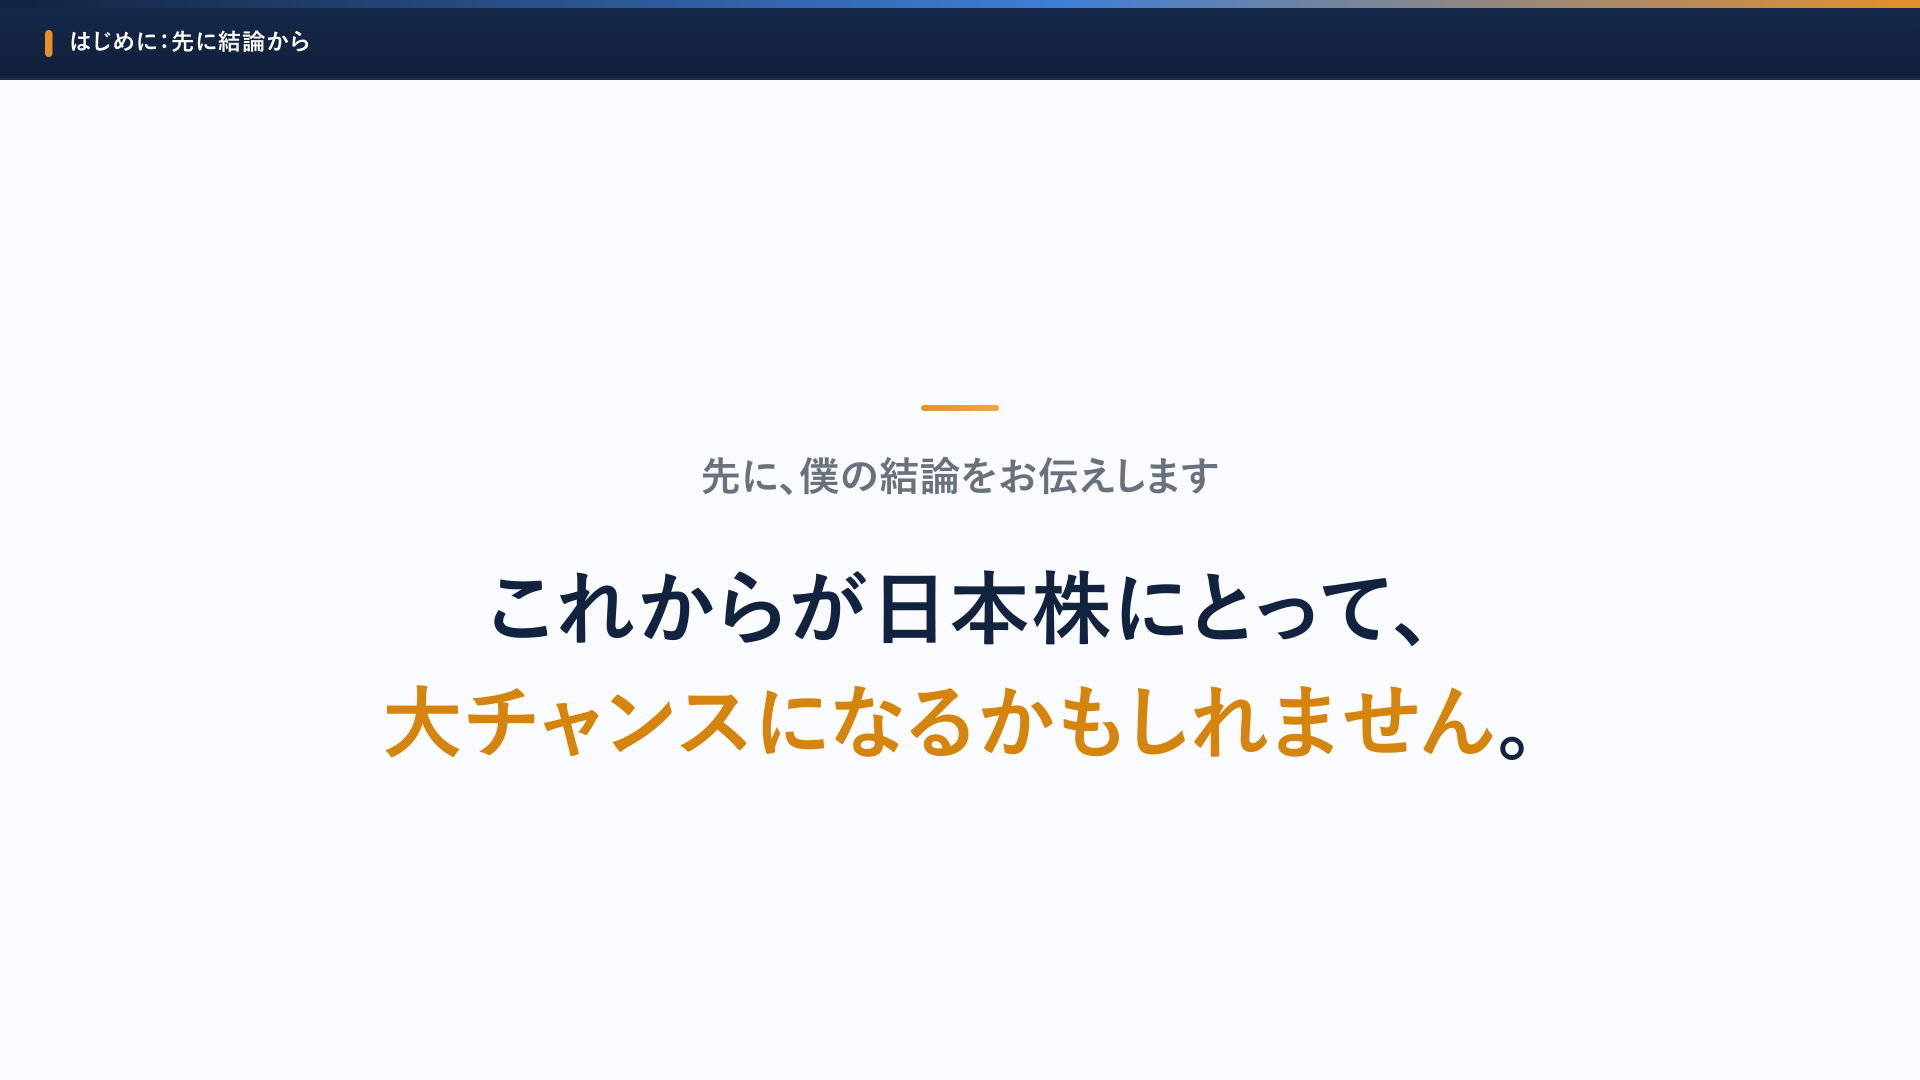 はじめに：先に結論から
先に、僕の結論をお伝えします
これからが日本株にとって、
大チャンスになるかもしれません。